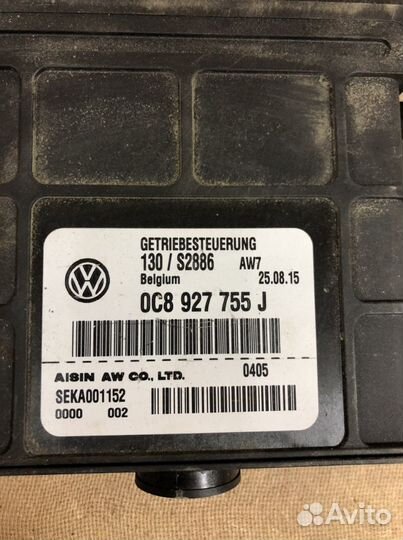 GETRIEBESTEUERUNG
130 / S2886 AW7
Belgium 25.08.15
0C8 927 755 J
AISIN AW CO., LTD. 0405
SEKA001152
0000 002
Avito